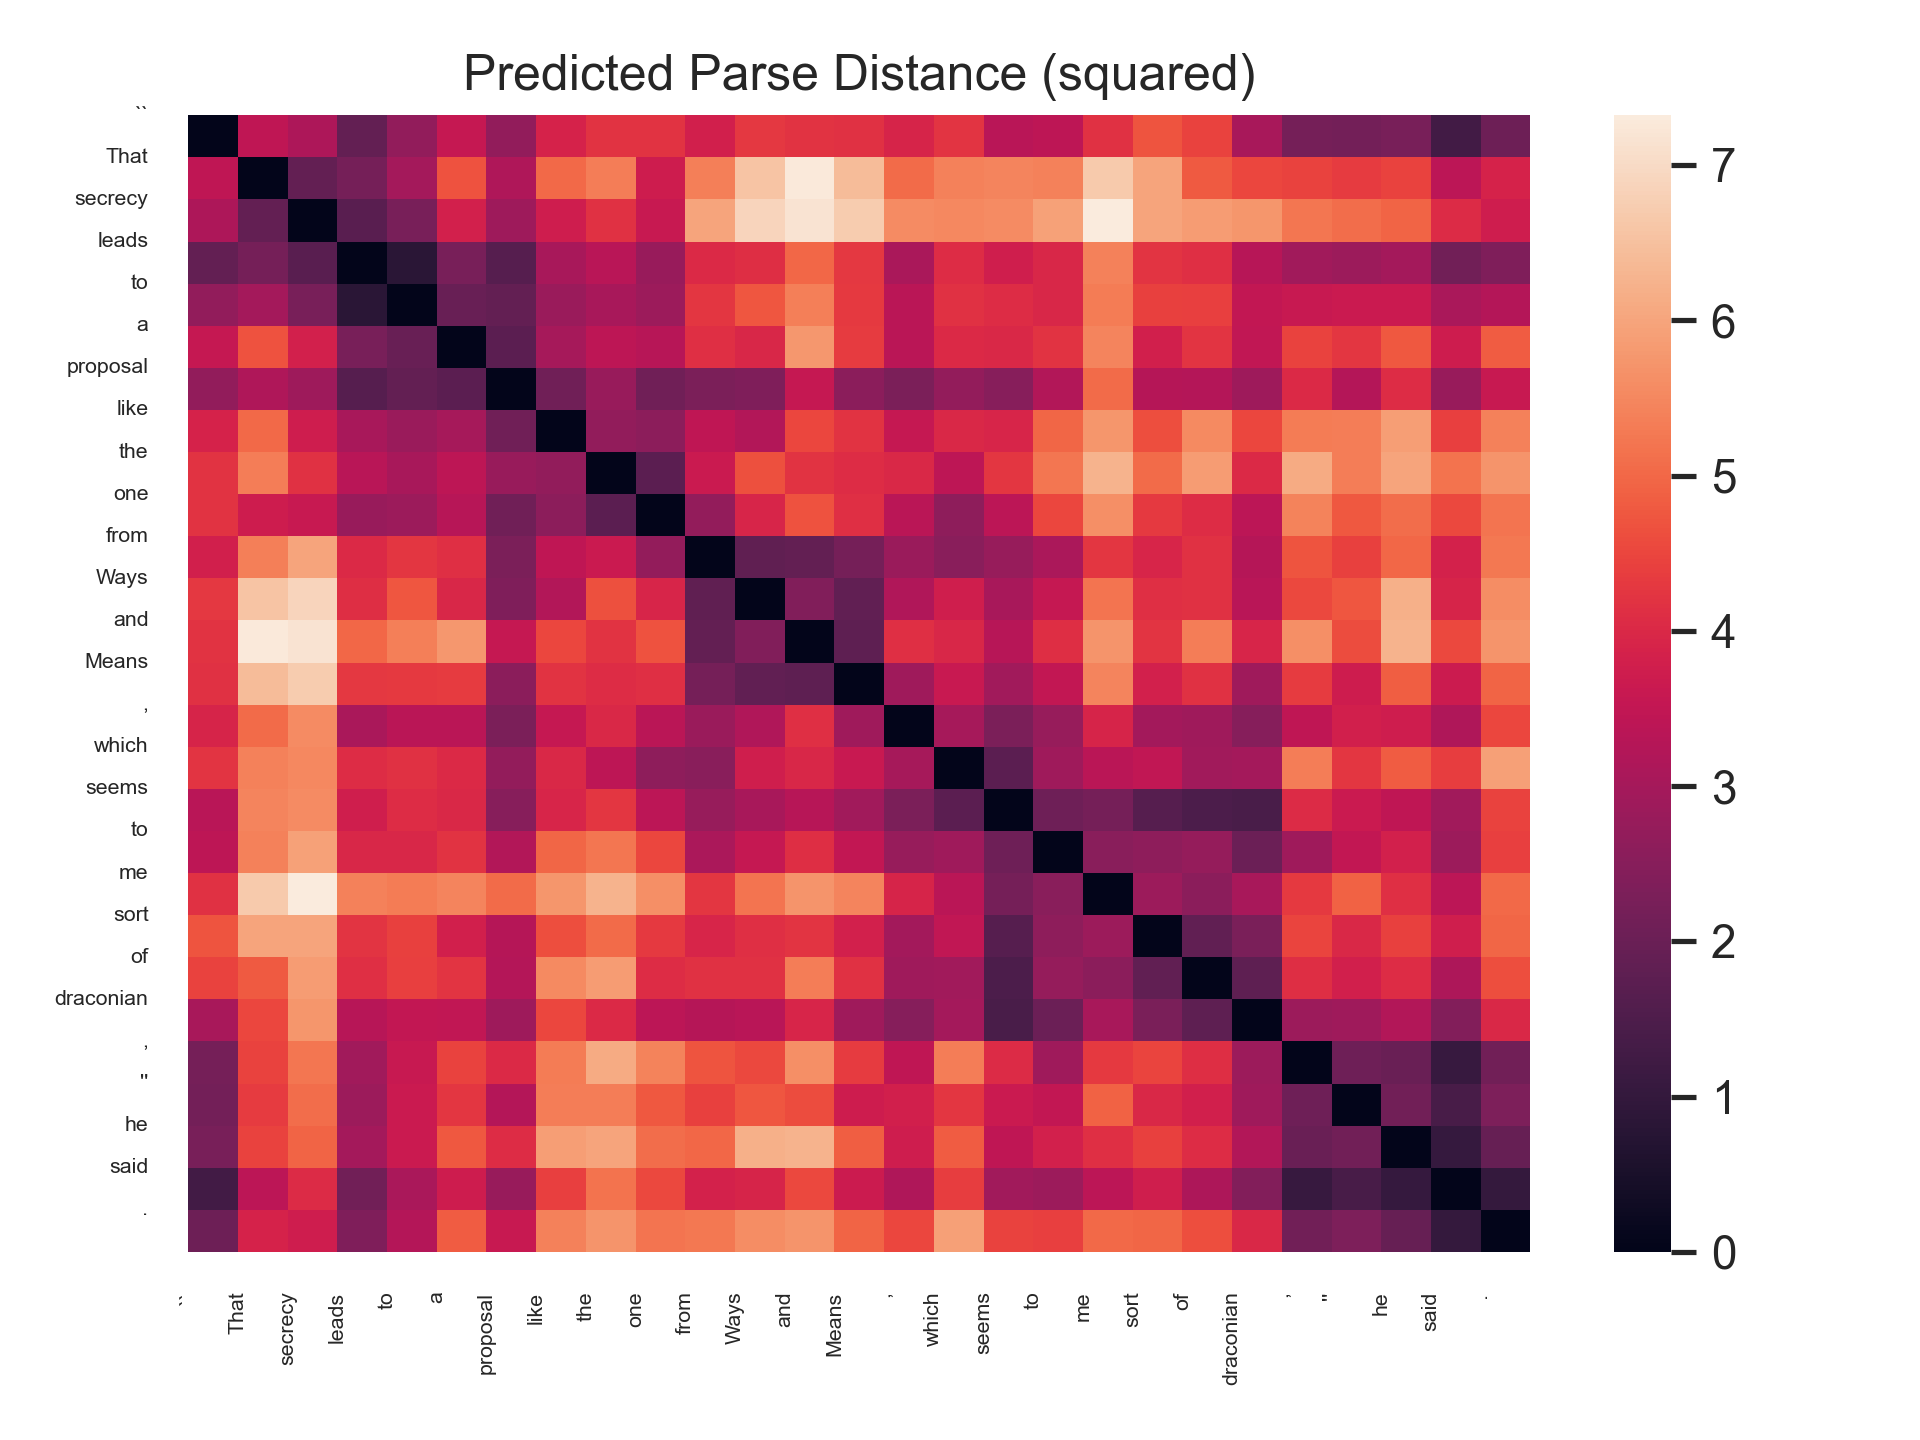 Predicted Parse Distance (squared)
``
That
secrecy
leads
to
a
proposal
like
the
one
from
Ways
and
Means
,
which
seems
to
me
sort
of
draconian
,
"
he
said
.
7
6
5
4
3
2
1
0
`` That secrecy leads to a proposal like the one from Ways and Means , which seems to me sort of draconian , " he said .